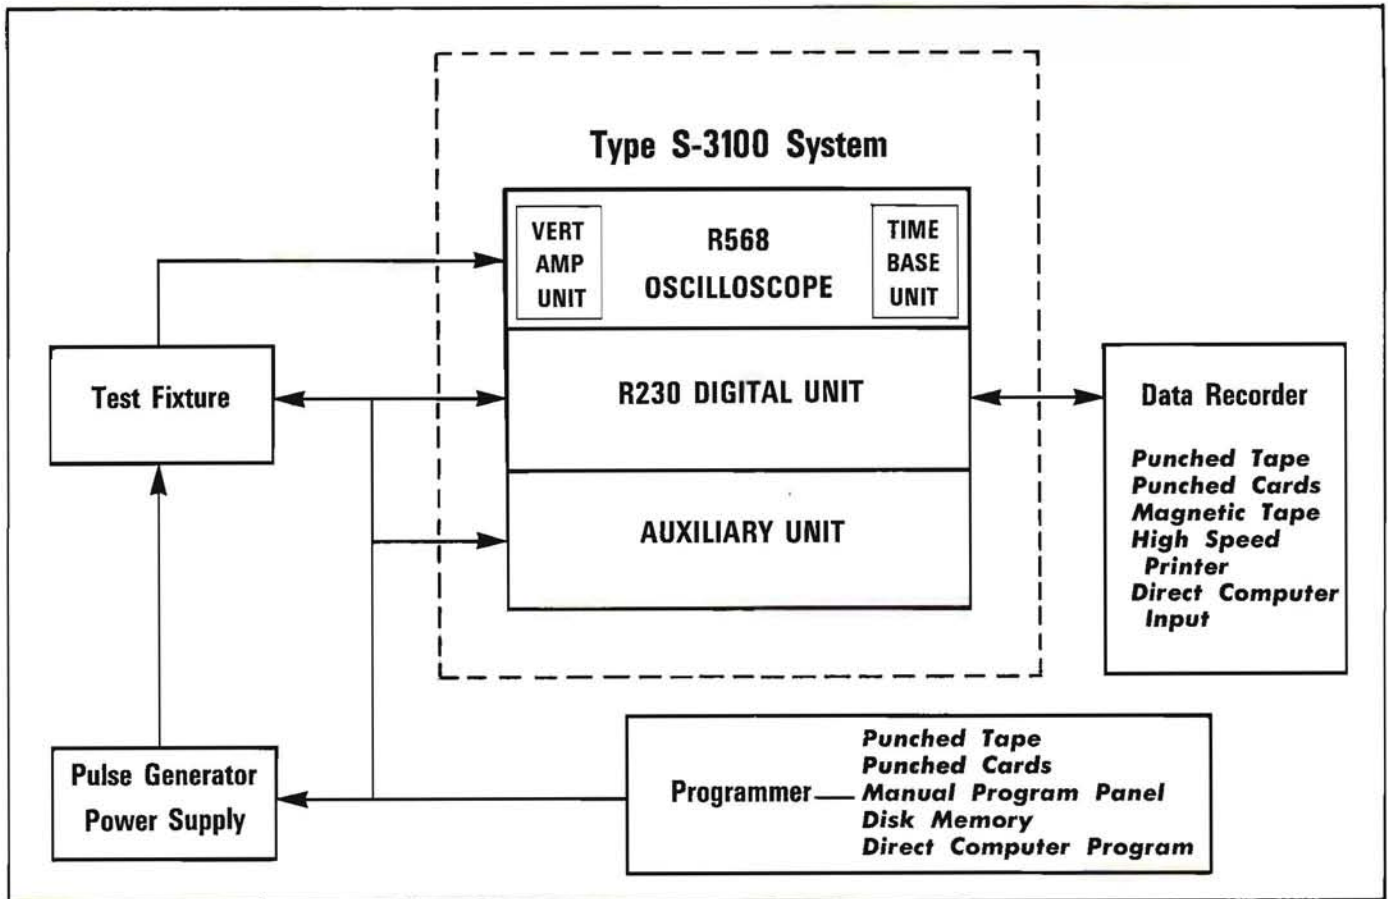 Type S-3100 System
VERT
AMP
UNIT
R568
OSCILLOSCOPE
TIME
BASE
UNIT
R230 DIGITAL UNIT
AUXILIARY UNIT
Test Fixture
Data Recorder
Punched Tape
Punched Cards
Magnetic Tape
High Speed
Printer
Direct Computer
Input
Pulse Generator
Power Supply
Programmer
Punched Tape
Punched Cards
Manual Program Panel
Disk Memory
Direct Computer Program